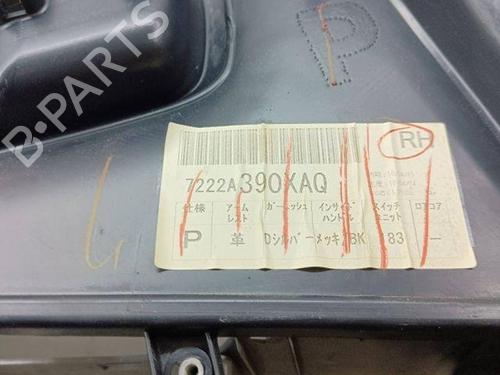 B-PARTS
P
RH
7222A390XAQ
仕様 アーム レスト ガーニッシュ インサイド ハンドル スイッチ ユニット
P 革 Dシルバー メッキ/BK 83 —